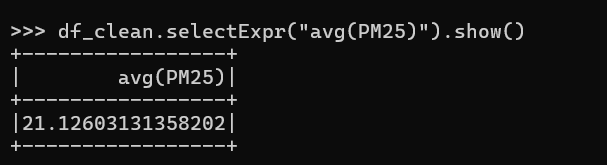 >>> df_clean.selectExpr("avg(PM25)").show()
+-----------------+
|        avg(PM25)|
+-----------------+
|21.12603131358202|
+-----------------+